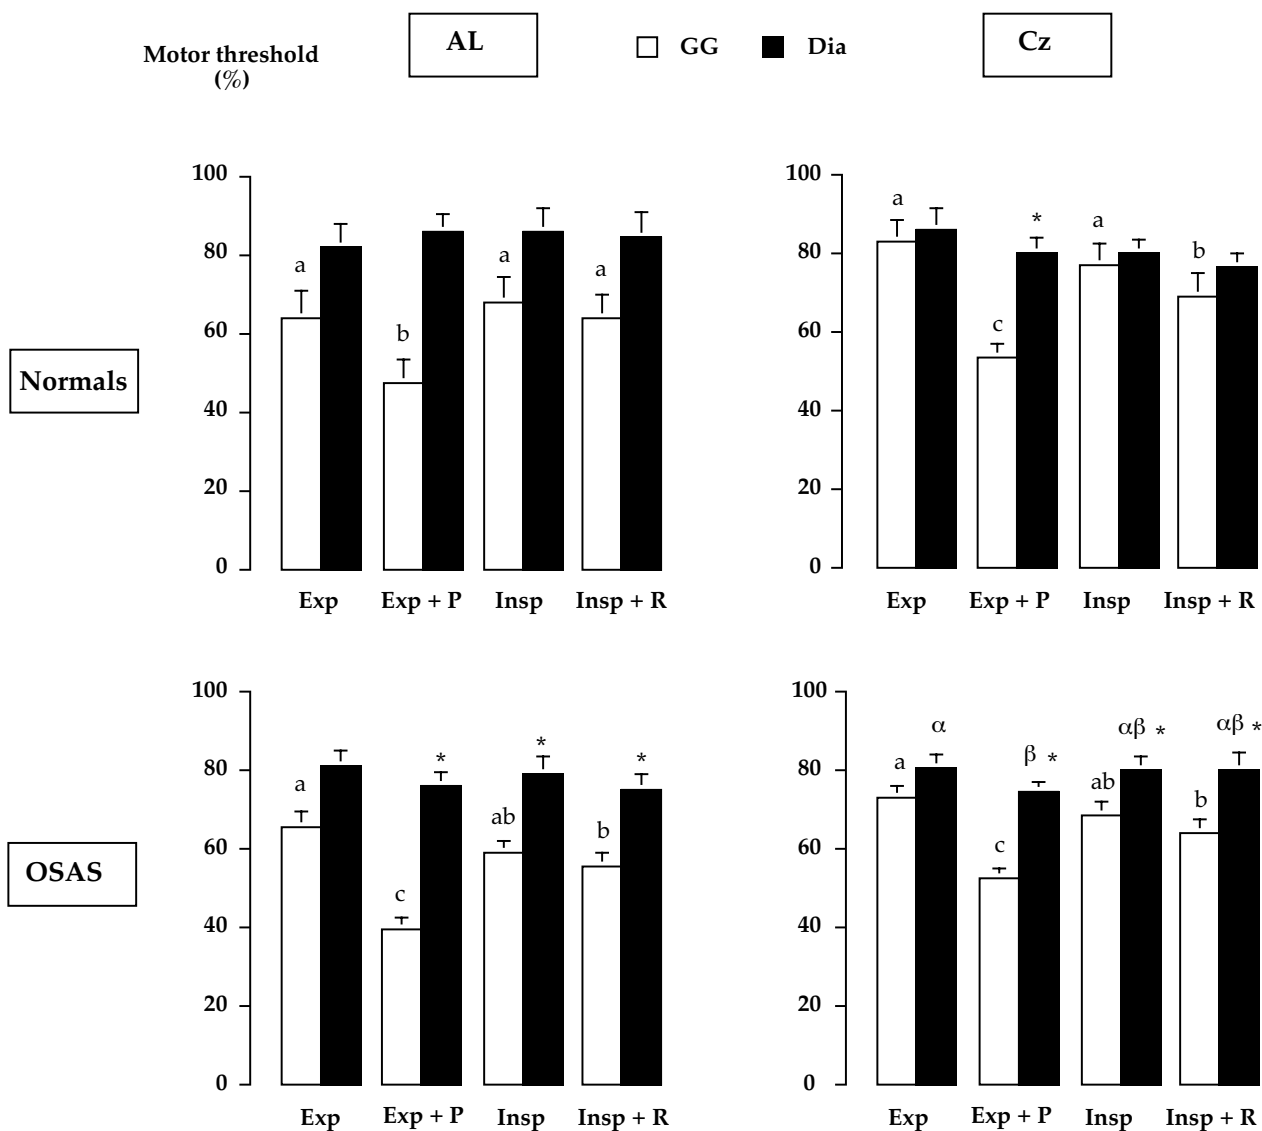 Motor threshold
(%)
AL
GG
Dia
Cz
Normals
100
80
60
40
20
0
a
b
a
a
Exp
Exp + P
Insp
Insp + R
100
80
60
40
20
0
a
c
*
a
b
Exp
Exp + P
Insp
Insp + R
OSAS
100
80
60
40
20
0
a
c
*
ab
*
b
*
Exp
Exp + P
Insp
Insp + R
100
80
60
40
20
0
a
α
c
β *
ab
αβ *
b
αβ *
Exp
Exp + P
Insp
Insp + R